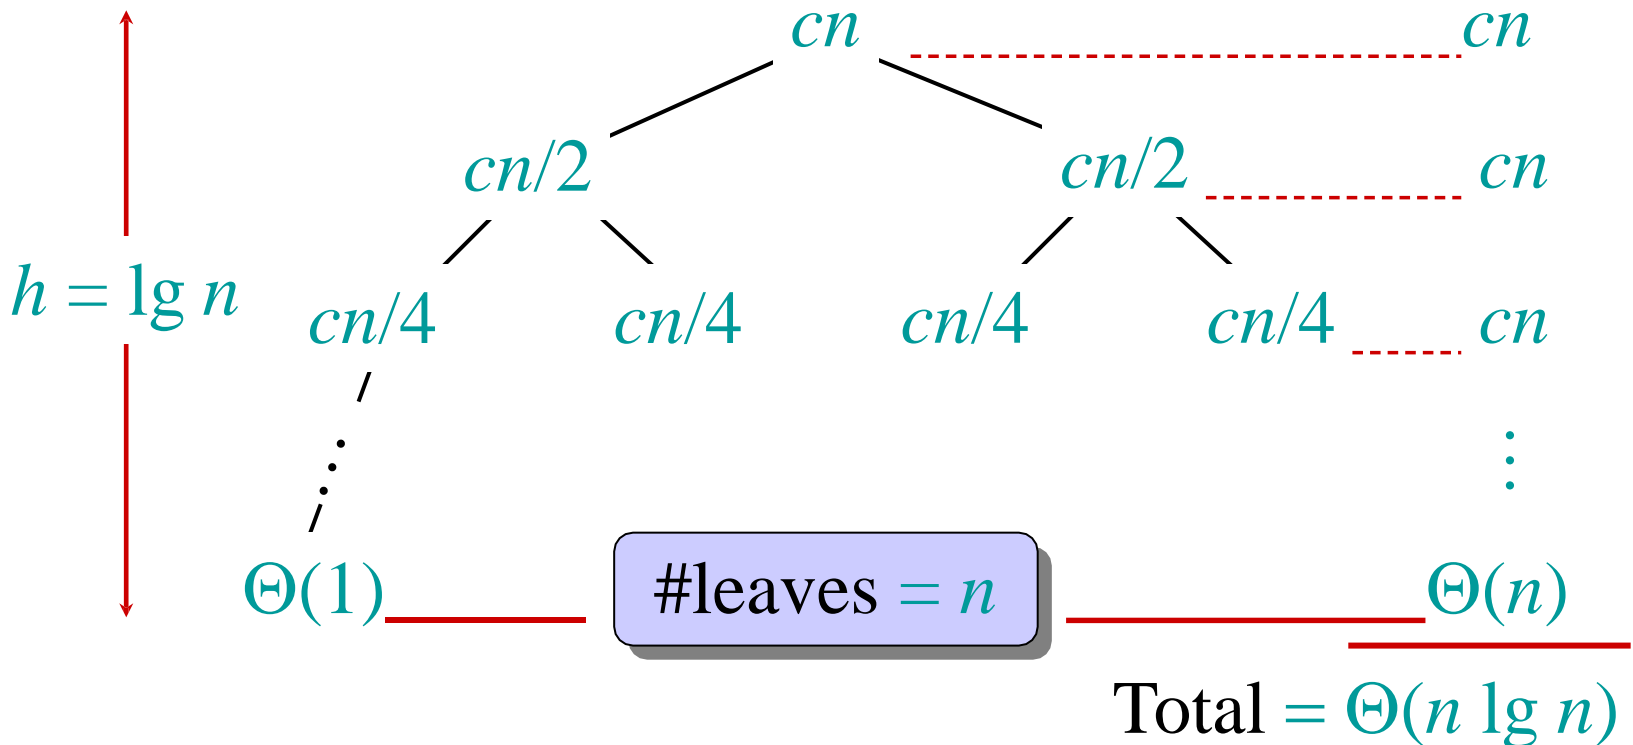 cn cn
cn/2 cn/2 cn
h = lg n cn/4 cn/4 cn/4 cn/4 cn
Θ(1) #leaves = n Θ(n)
Total = Θ(n lg n)